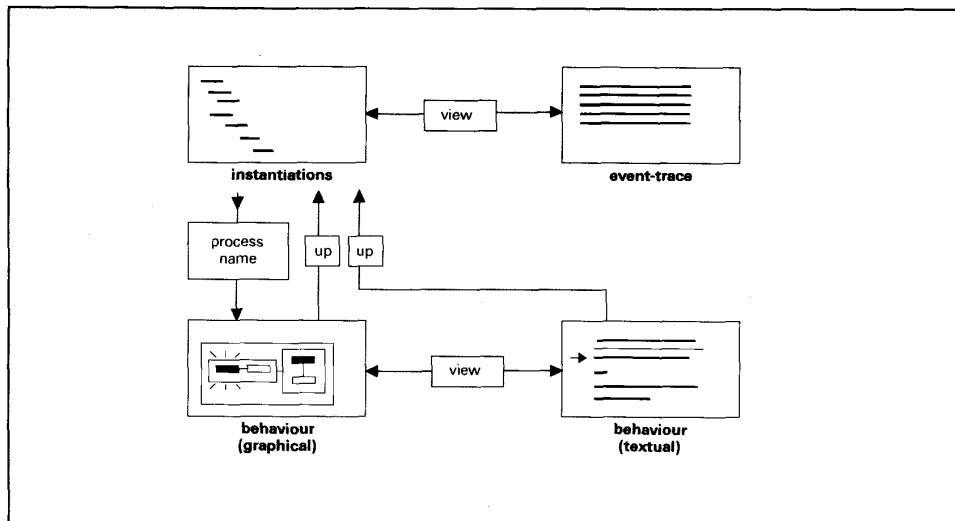 view
instantiations
event-trace
process
name
up
up
view
behaviour
(graphical)
behaviour
(textual)